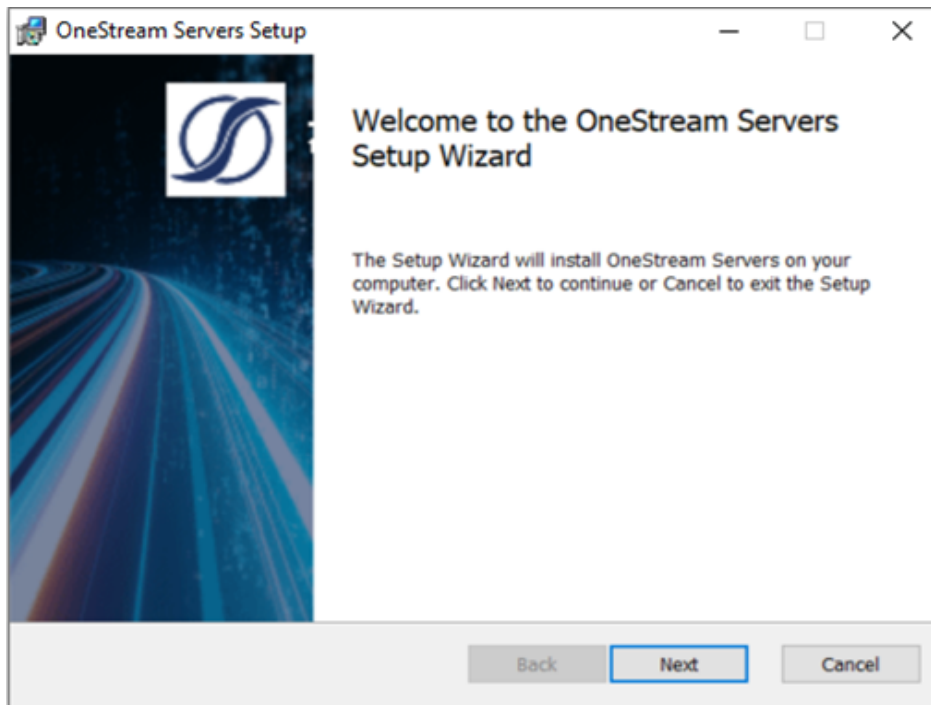 OneStream Servers Setup
Welcome to the OneStream Servers
Setup Wizard
The Setup Wizard will install OneStream Servers on your
computer. Click Next to continue or Cancel to exit the Setup
Wizard.
Back
Next
Cancel